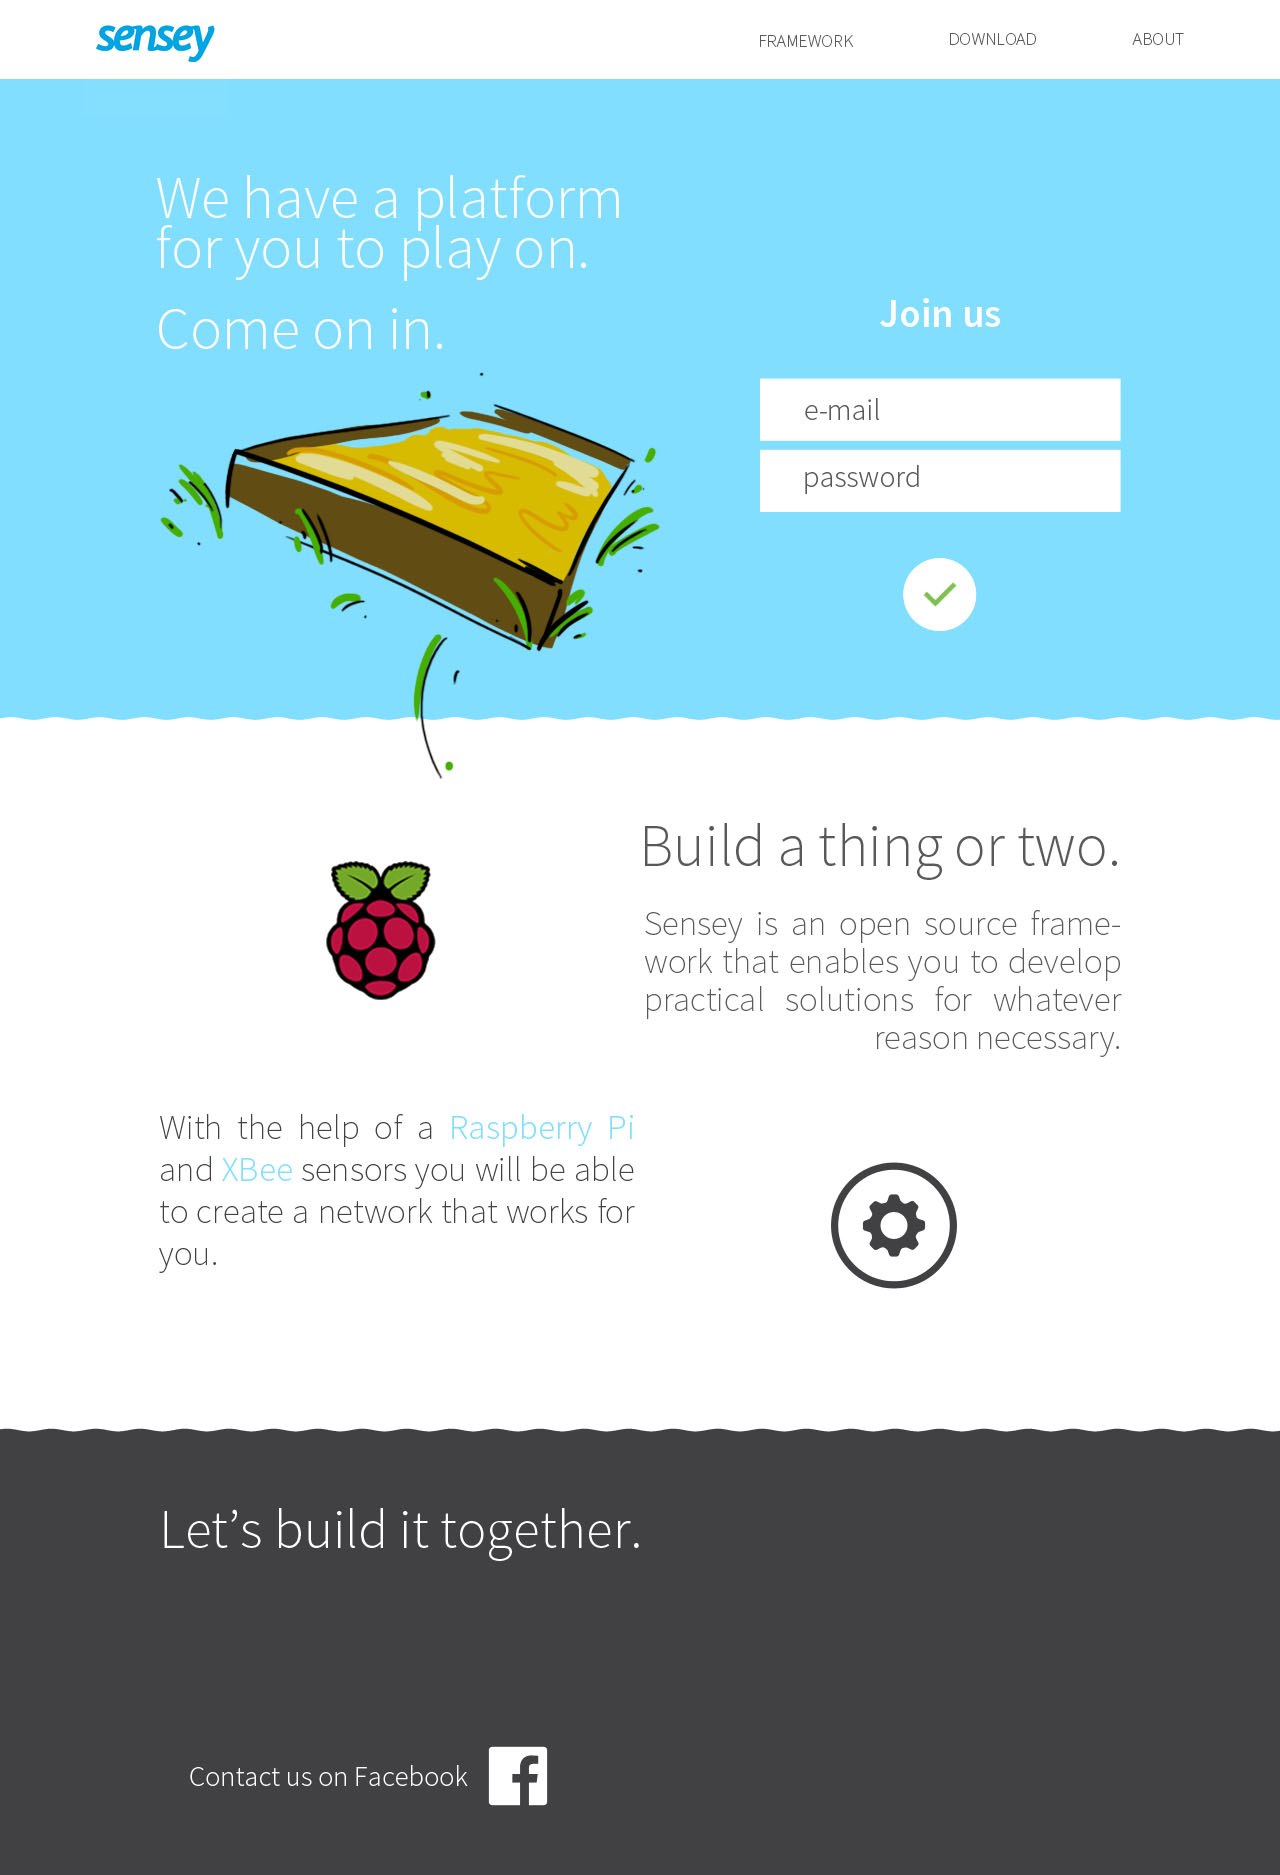 sensey
FRAMEWORK
DOWNLOAD
ABOUT
We have a platform
for you to play on.
Come on in.
Join us
e-mail
password
Build a thing or two.
Sensey is an open source frame-
work that enables you to develop
practical solutions for whatever
reason necessary.
With the help of a Raspberry Pi
and XBee sensors you will be able
to create a network that works for
you.
Let’s build it together.
Contact us on Facebook